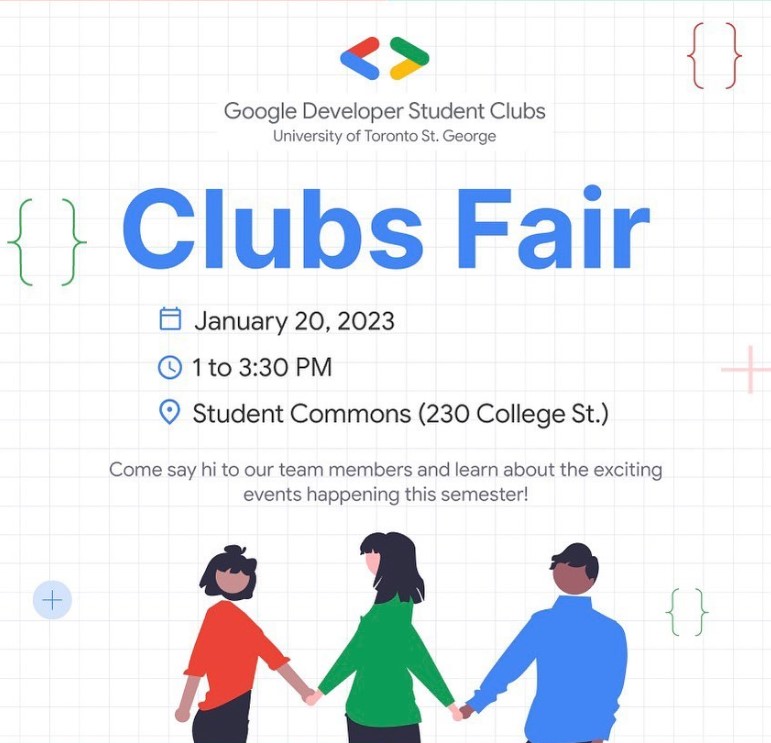 Google Developer Student Clubs
University of Toronto St. George
Clubs Fair
January 20, 2023
1 to 3:30 PM
Student Commons (230 College St.)
Come say hi to our team members and learn about the exciting
events happening this semester!